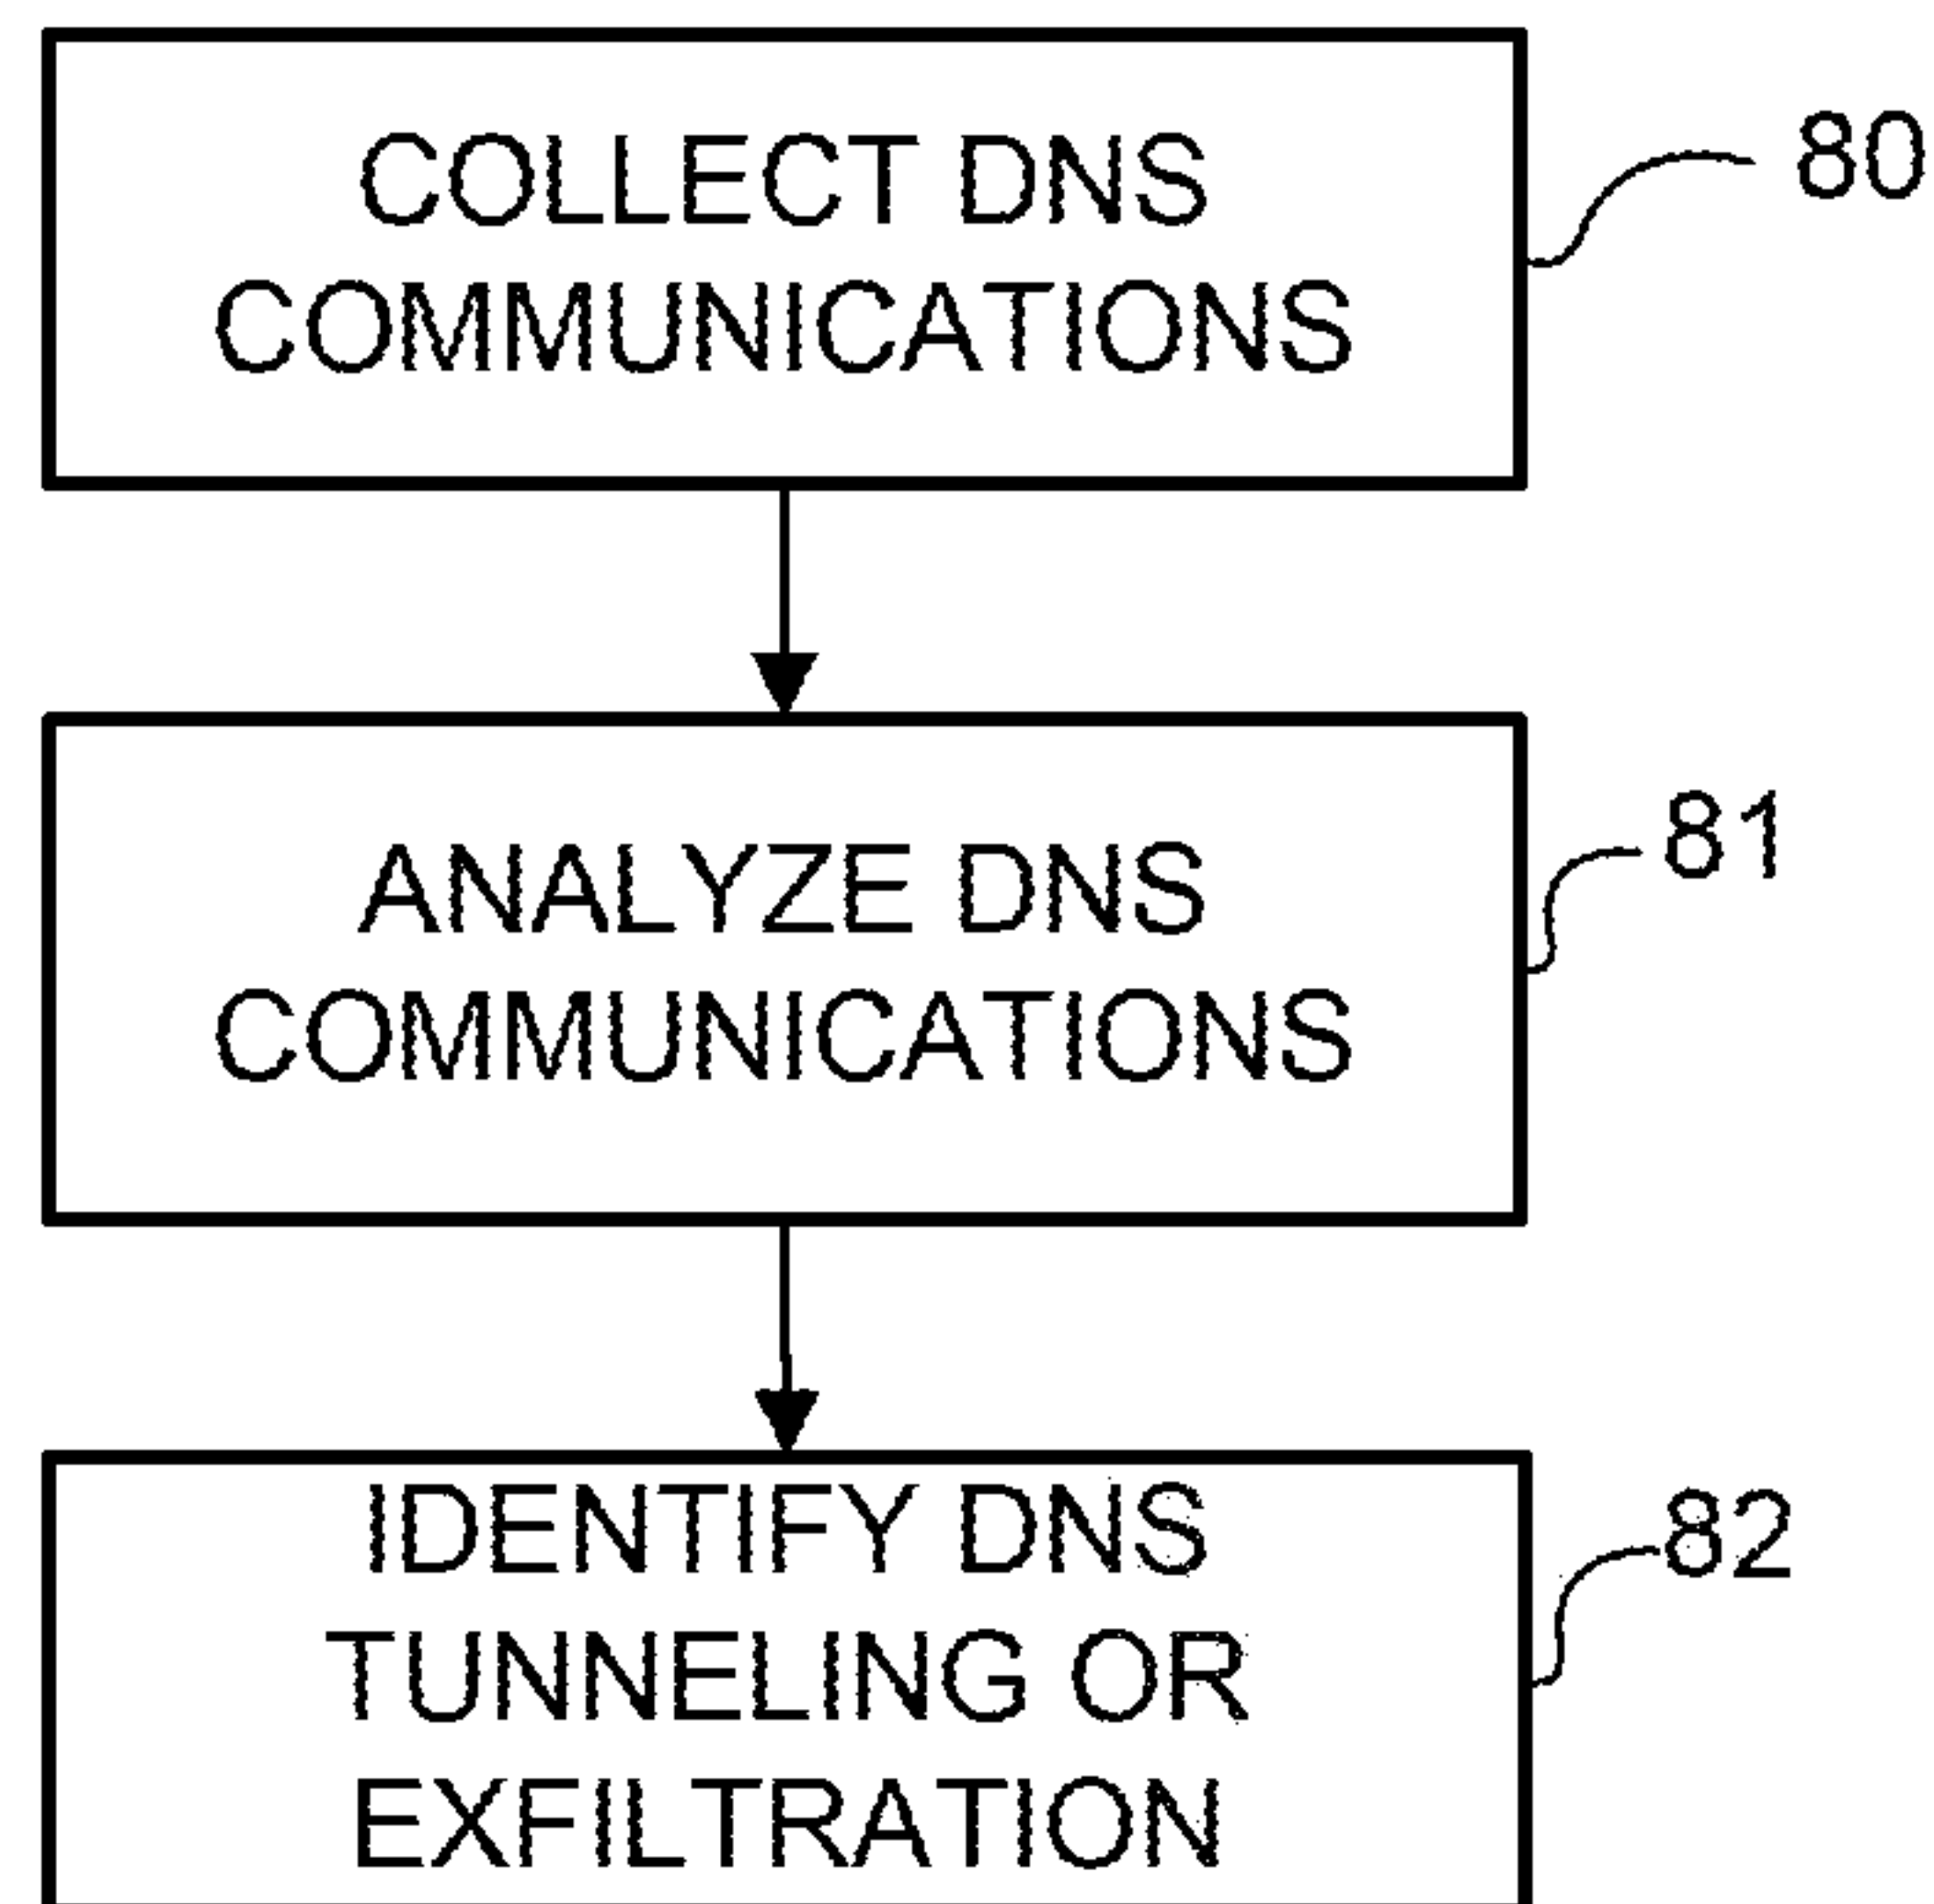 COLLECT DNS
COMMUNICATIONS
80
ANALYZE DNS
COMMUNICATIONS
81
IDENTIFY DNS
TUNNELING OR
EXFILTRATION
82